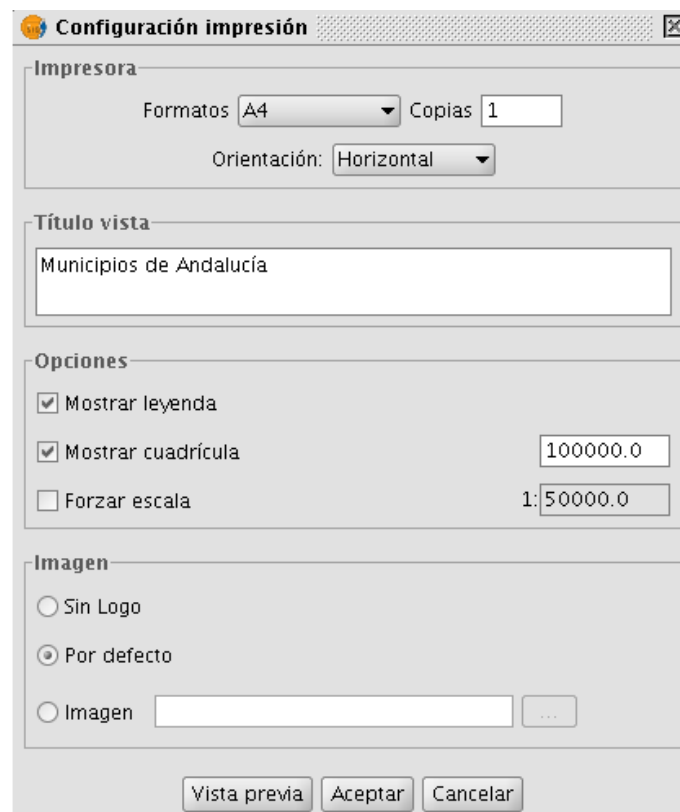 Configuración impresión
Impresora
Formatos A4 Copias 1
Orientación: Horizontal
Título vista
Municipios de Andalucía
Opciones
Mostrar leyenda
Mostrar cuadrícula 100000.0
Forzar escala 1: 50000.0
Imagen
Sin Logo
Por defecto
Imagen ...
Vista previa Aceptar Cancelar